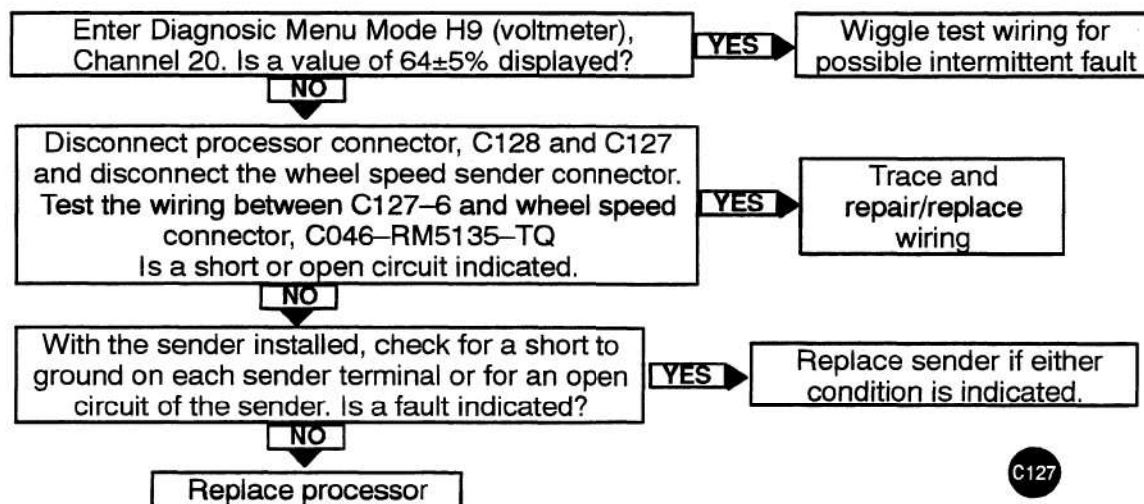 Enter Diagnosic Menu Mode H9 (voltmeter),
Channel 20. Is a value of 64±5% displayed?
YES
Wiggle test wiring for
possible intermittent fault
NO
Disconnect processor connector, C128 and C127
and disconnect the wheel speed sender connector.
Test the wiring between C127–6 and wheel speed
connector, C046–RM5135–TQ
Is a short or open circuit indicated.
YES
Trace and
repair/replace
wiring
NO
With the sender installed, check for a short to
ground on each sender terminal or for an open
circuit of the sender. Is a fault indicated?
YES
Replace sender if either
condition is indicated.
NO
Replace processor
C127